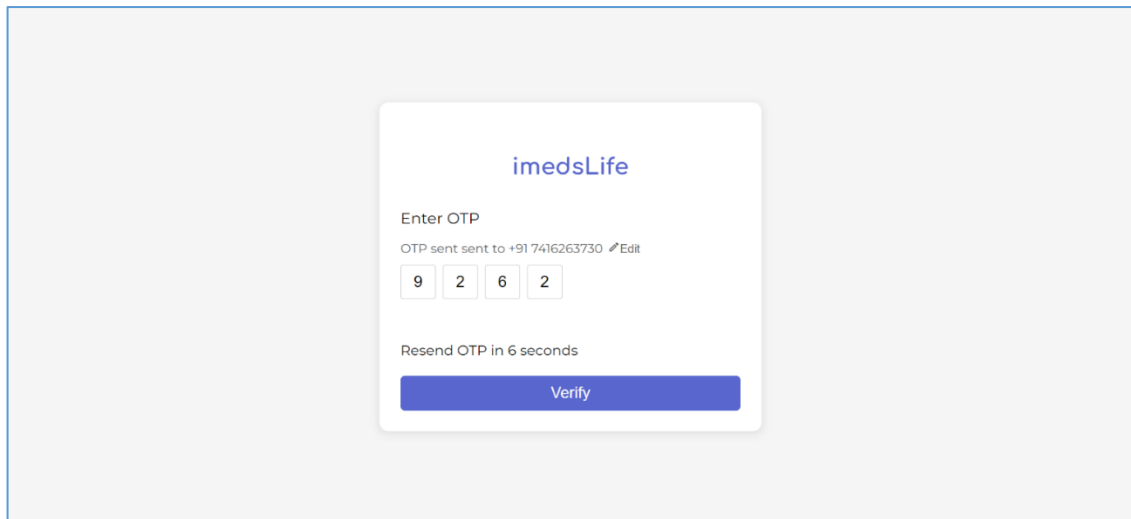 imedsLife
Enter OTP
OTP sent sent to +91 7416263730 Edit
9 2 6 2
Resend OTP in 6 seconds
Verify